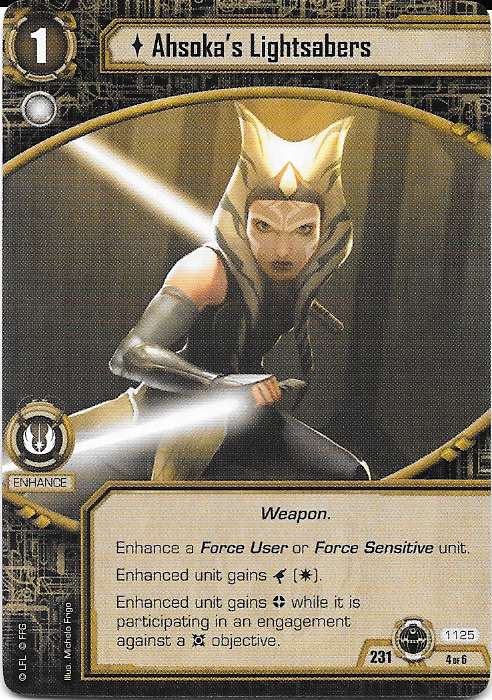 1
Ahsoka's Lightsabers
ENHANCE
Weapon.
Enhance a Force User or Force Sensitive unit.
Enhanced unit gains ( ).
Enhanced unit gains while it is
participating in an engagement
against a objective.
231
1125
4 of 6
© LFL © FFG
Illus. Michele Frigo